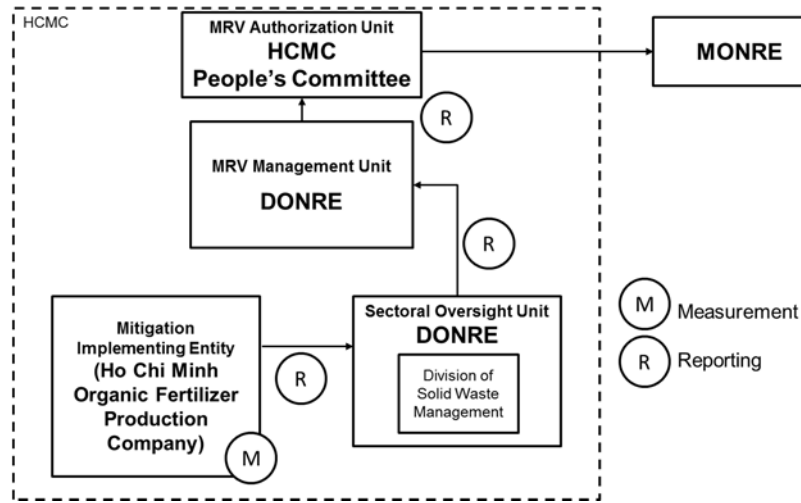 HCMC
MRV Authorization Unit
HCMC
People's Committee
MONRE
R
MRV Management Unit
DONRE
R
Mitigation
Implementing Entity
(Ho Chi Minh
Organic Fertilizer
Production
Company)
M
R
Sectoral Oversight Unit
DONRE
Division of
Solid Waste
Management
M Measurement
R Reporting